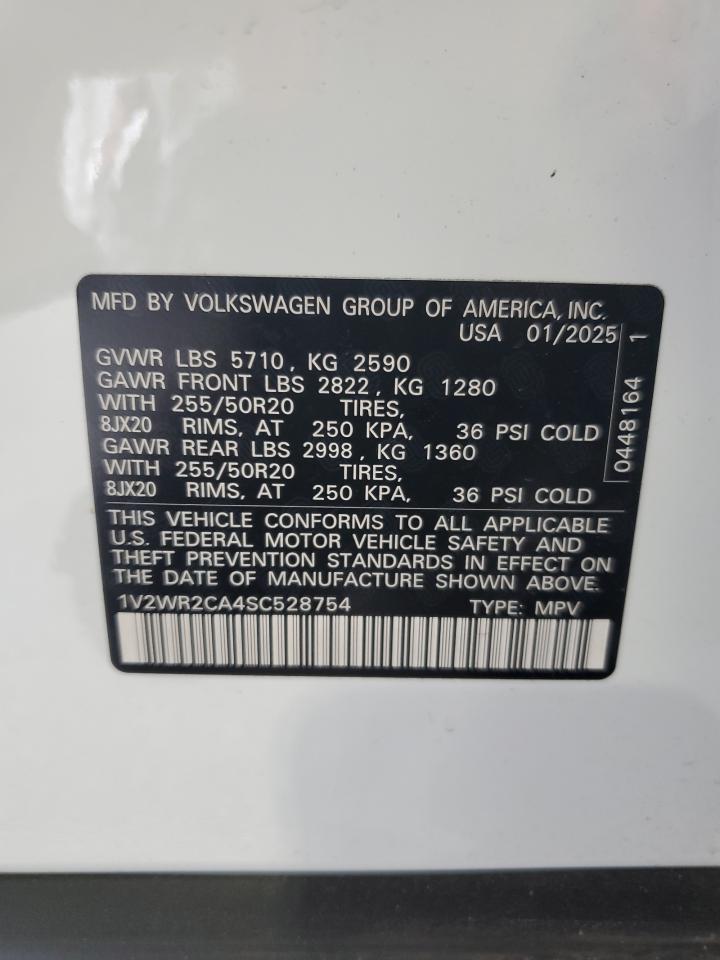 MFD BY VOLKSWAGEN GROUP OF AMERICA, INC.
USA 01/2025
GVWR LBS 5710, KG 2590
GAWR FRONT LBS 2822, KG 1280
WITH 255/50R20 TIRES,
8JX20 RIMS, AT 250 KPA, 36 PSI COLD
GAWR REAR LBS 2998, KG 1360
WITH 255/50R20 TIRES,
8JX20 RIMS, AT 250 KPA, 36 PSI COLD
0448164 1
THIS VEHICLE CONFORMS TO ALL APPLICABLE
U.S. FEDERAL MOTOR VEHICLE SAFETY AND
THEFT PREVENTION STANDARDS IN EFFECT ON
THE DATE OF MANUFACTURE SHOWN ABOVE.
1V2WR2CA4SC528754 TYPE: MPV